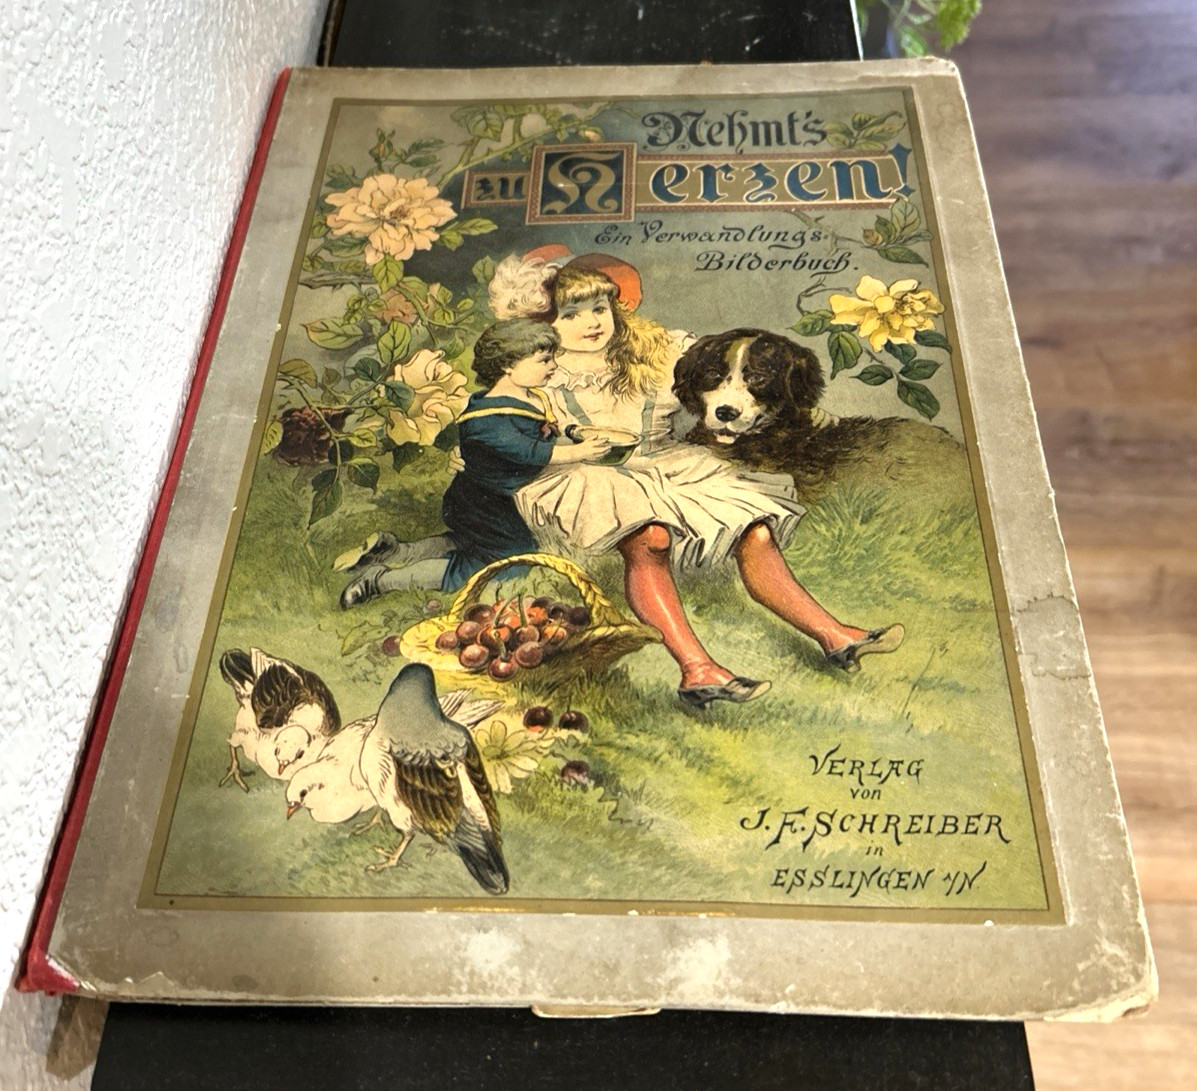 Nehmt's
zu Herzen!
Ein Verwandlungs-
Bilderbuch.
VERLAG
von
J. F. SCHREIBER
in
ESSLINGEN a/N.